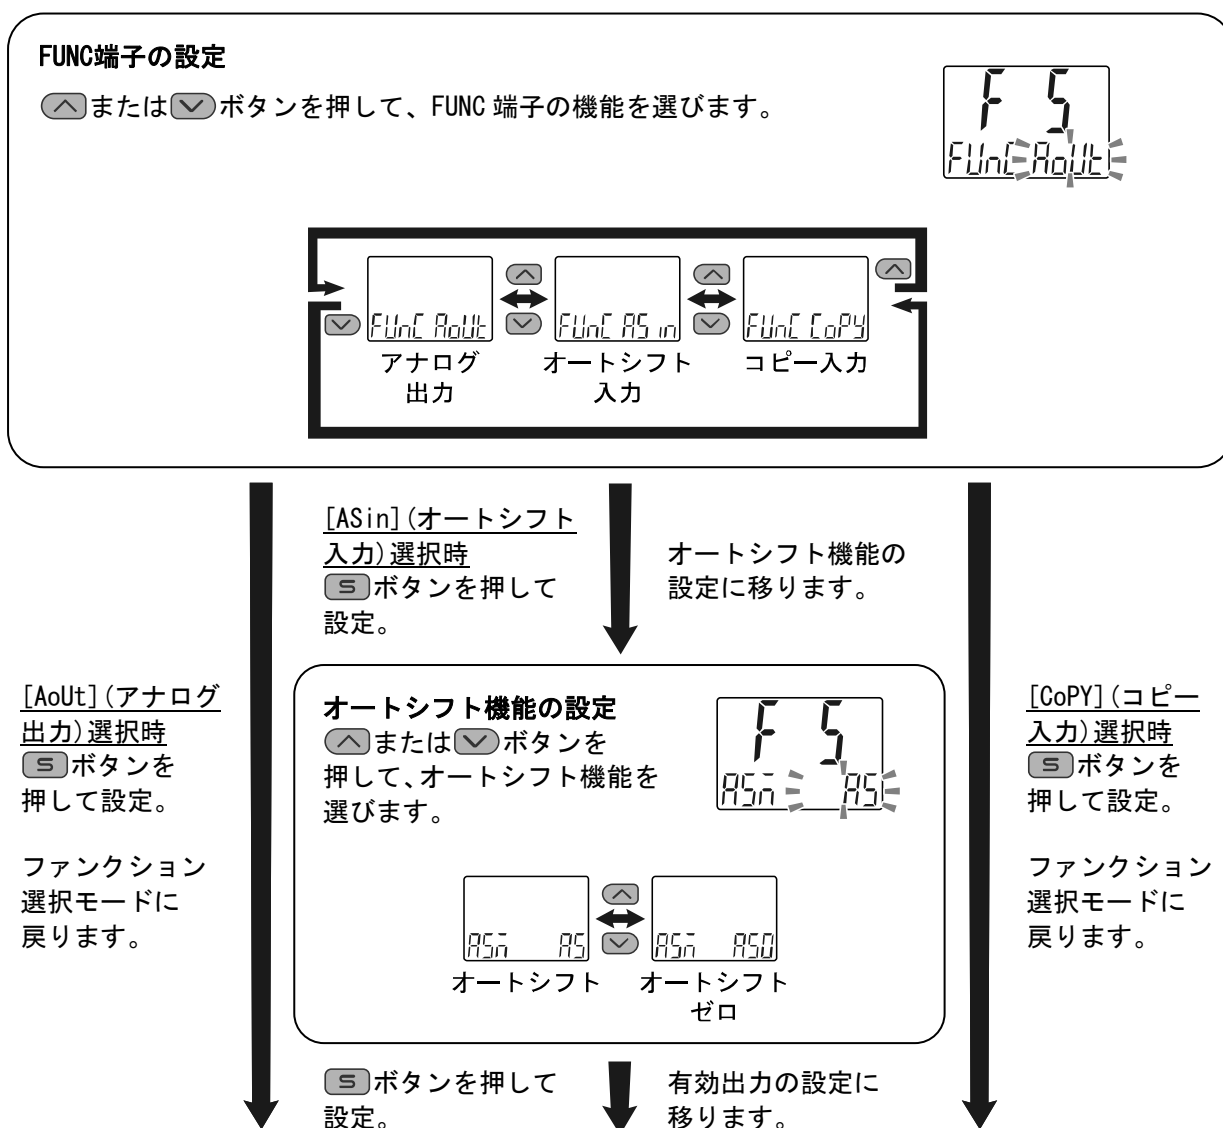 FUNC端子の設定
または ボタンを押して、FUNC 端子の機能を選びます。
F 5
FUnC AoUt
FUnC AoUt
FUnC AS in
FUnC CoPY
アナログ
出力
オートシフト
入力
コピー入力
[ASin](オートシフト
入力)選択時
S ボタンを押して
設定。
オートシフト機能の
設定に移ります。
[AoUt](アナログ
出力)選択時
S ボタンを
押して設定。
ファンクション
選択モードに
戻ります。
オートシフト機能の設定
または ボタンを
押して、オートシフト機能を
選びます。
F 5
ASm AS
ASm AS
ASm AS0
オートシフト
オートシフト
ゼロ
[CoPY](コピー
入力)選択時
S ボタンを
押して設定。
ファンクション
選択モードに
戻ります。
S ボタンを押して
設定。
有効出力の設定に
移ります。